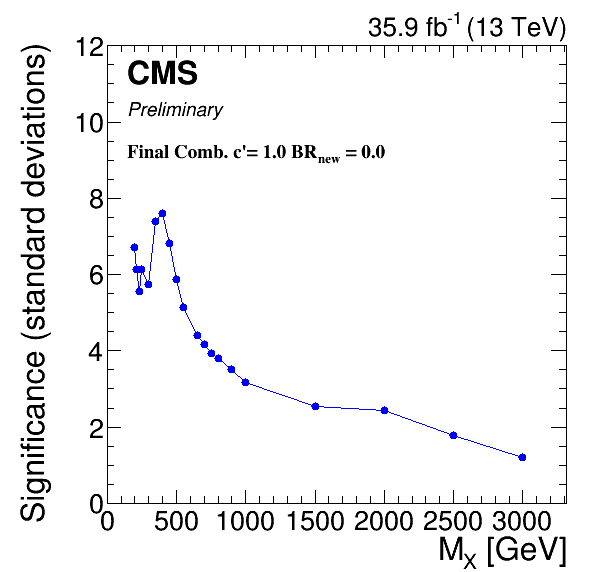 35.9 fb⁻¹ (13 TeV)
CMS
Preliminary
Final Comb. c'= 1.0 BRnew = 0.0
Significance (standard deviations)
12
10
8
6
4
2
0
0 500 1000 1500 2000 2500 3000
MX [GeV]